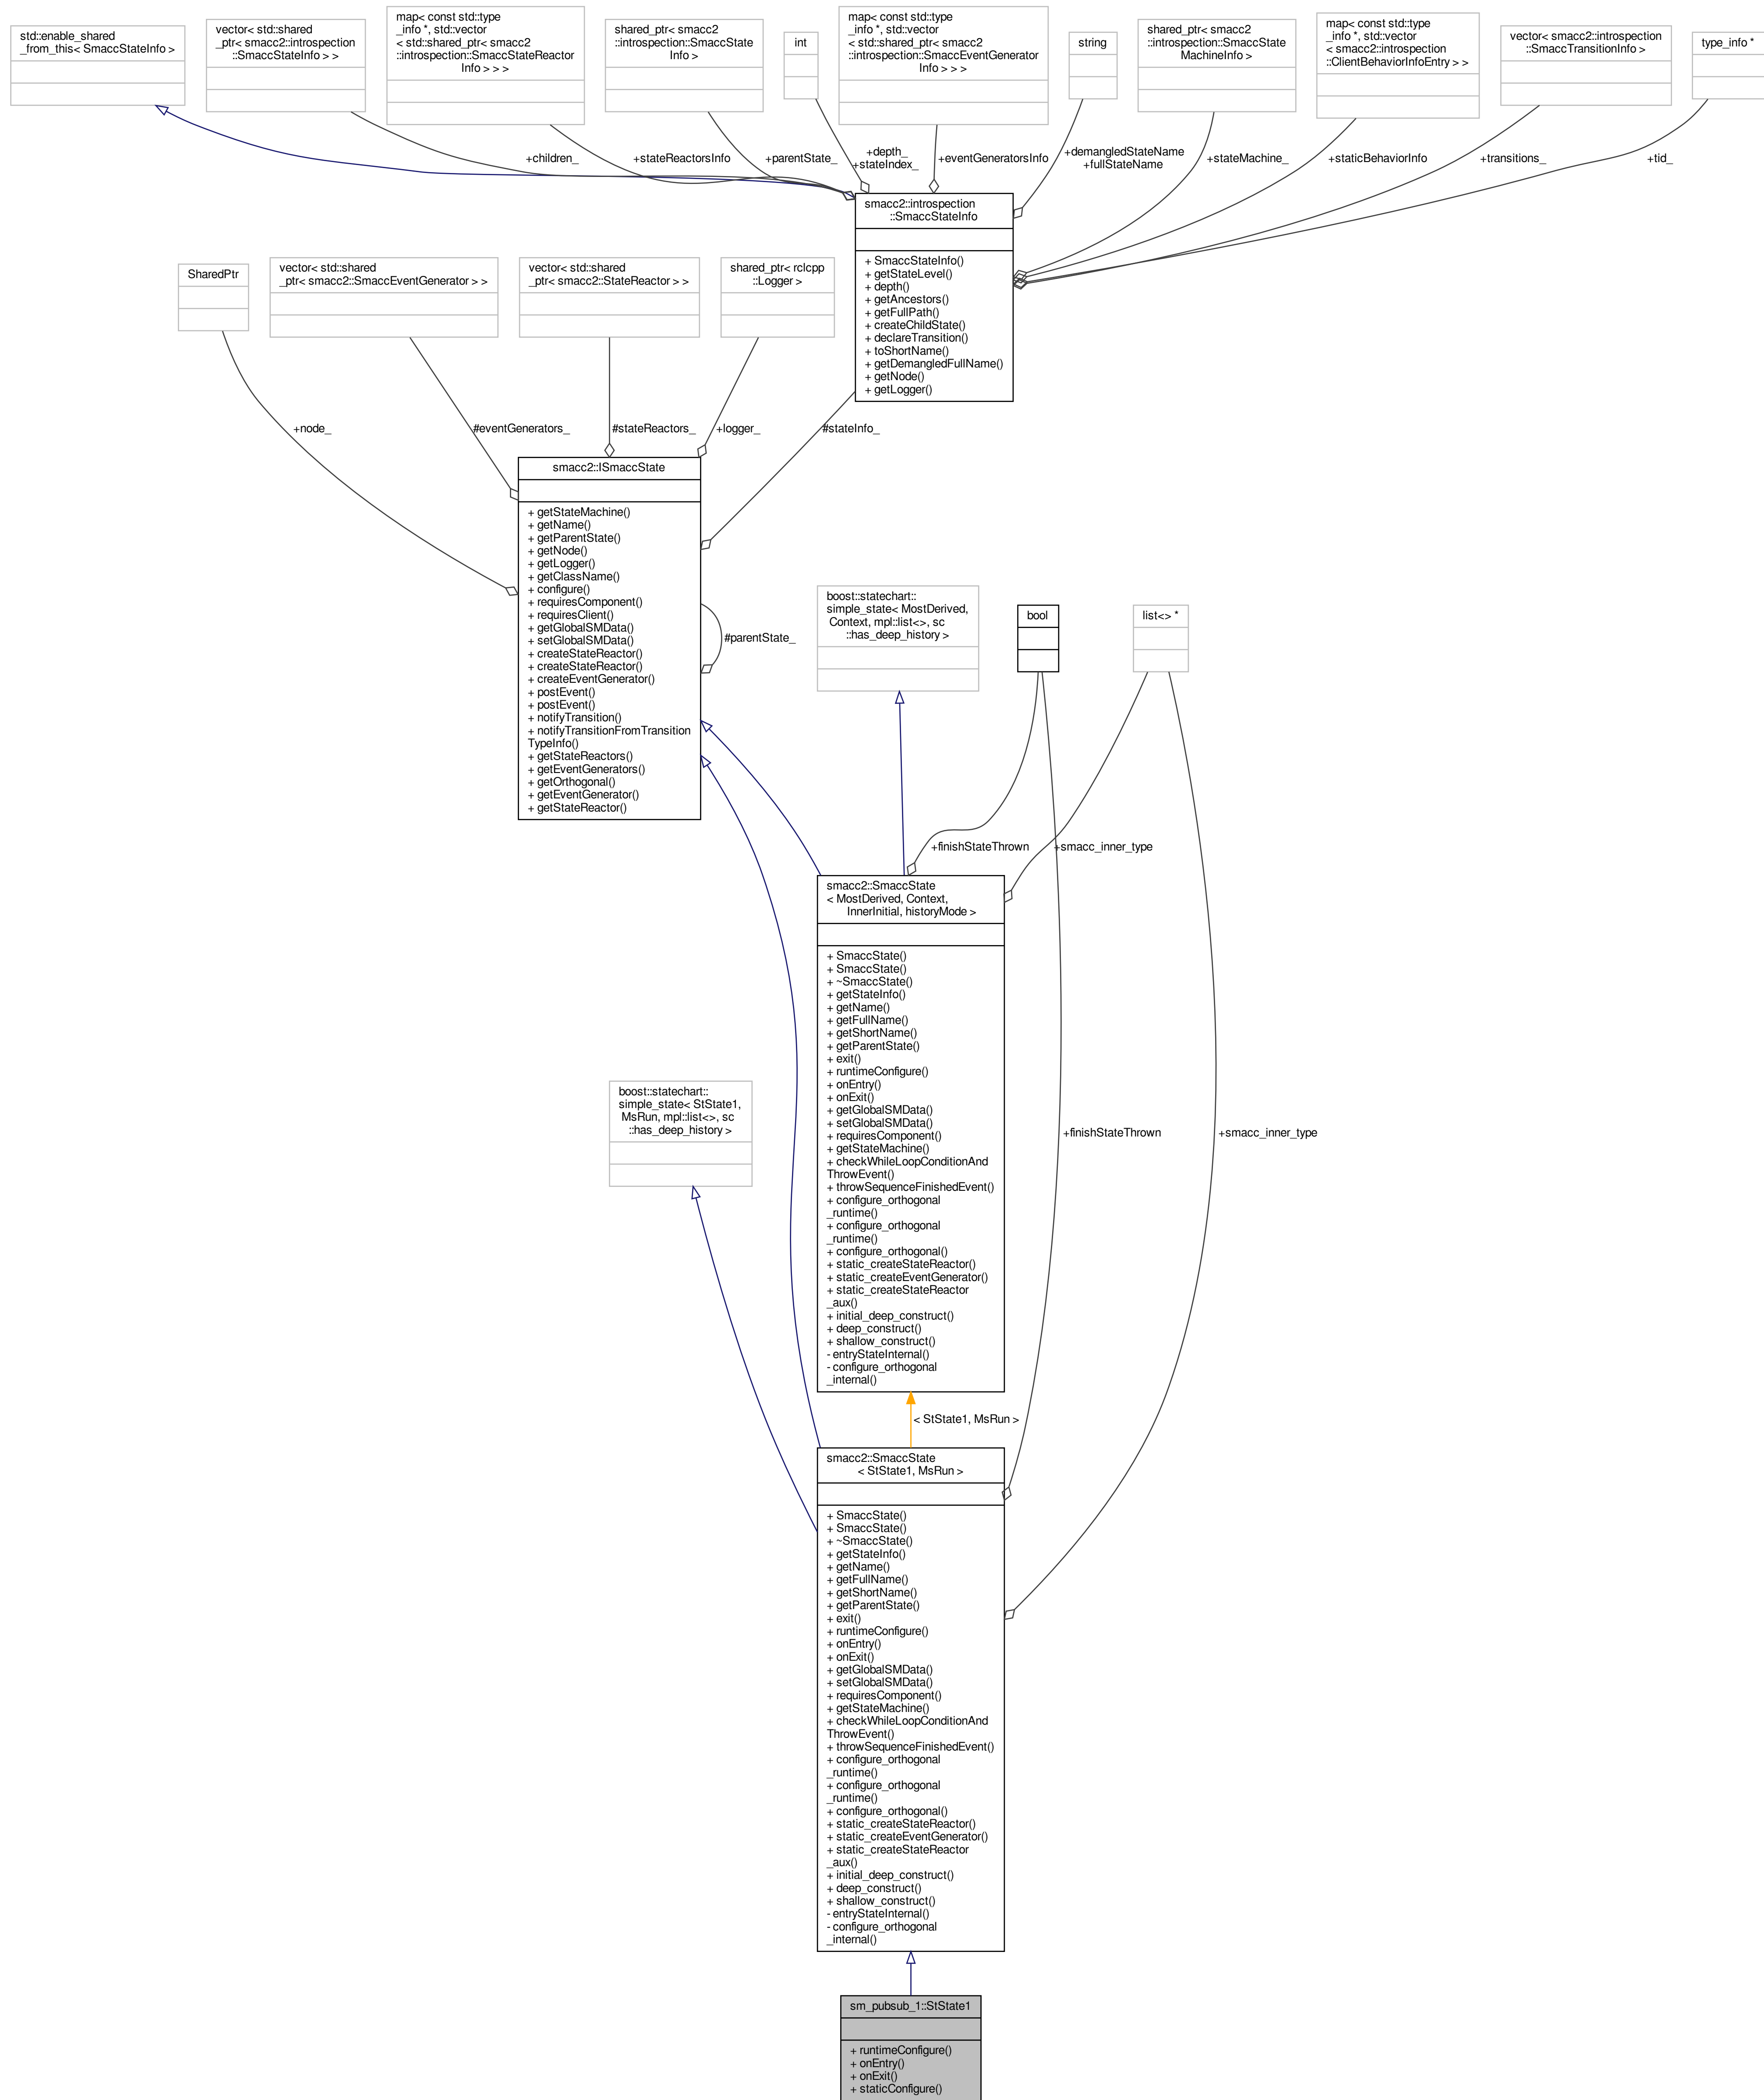 std::enable_shared
_from_this< SmaccStateInfo >
vector< std::shared
_ptr< smacc2::introspection
::SmaccStateInfo > >
map< const std::type
_info *, std::vector
< std::shared_ptr< smacc2
::introspection::SmaccStateReactor
Info > > >
shared_ptr< smacc2
::introspection::SmaccState
Info >
int
map< const std::type
_info *, std::vector
< std::shared_ptr< smacc2
::introspection::SmaccEventGenerator
Info > > >
string
shared_ptr< smacc2
::introspection::SmaccState
MachineInfo >
map< const std::type
_info *, std::vector
< smacc2::introspection
::ClientBehaviorInfoEntry > >
vector< smacc2::introspection
::SmaccTransitionInfo >
type_info *
+children_
+stateReactorsInfo
+parentState_
+depth_
+stateIndex_
+eventGeneratorsInfo
+demangledStateName
+fullStateName
+stateMachine_
+staticBehaviorInfo
+transitions_
+tid_
smacc2::introspection
::SmaccStateInfo
+ SmaccStateInfo()
+ getStateLevel()
+ depth()
+ getAncestors()
+ getFullPath()
+ createChildState()
+ declareTransition()
+ toShortName()
+ getDemangledFullName()
+ getNode()
+ getLogger()
SharedPtr
vector< std::shared
_ptr< smacc2::SmaccEventGenerator > >
vector< std::shared
_ptr< smacc2::StateReactor > >
shared_ptr< rclcpp
::Logger >
+node_
#eventGenerators_
#stateReactors_
+logger_
#stateInfo_
smacc2::ISmaccState
+ getStateMachine()
+ getName()
+ getParentState()
+ getNode()
+ getLogger()
+ getClassName()
+ configure()
+ requiresComponent()
+ requiresClient()
+ getGlobalSMData()
+ setGlobalSMData()
+ createStateReactor()
+ createStateReactor()
+ createEventGenerator()
+ postEvent()
+ postEvent()
+ notifyTransition()
+ notifyTransitionFromTransition
TypeInfo()
+ getStateReactors()
+ getEventGenerators()
+ getOrthogonal()
+ getEventGenerator()
+ getStateReactor()
#parentState_
boost::statechart::
simple_state< MostDerived,
Context, mpl::list<>, sc
::has_deep_history >
bool
list<> *
+finishStateThrown
+smacc_inner_type
smacc2::SmaccState
< MostDerived, Context,
InnerInitial, historyMode >
+ SmaccState()
+ SmaccState()
+ ~SmaccState()
+ getStateInfo()
+ getName()
+ getFullName()
+ getShortName()
+ getParentState()
+ exit()
+ runtimeConfigure()
+ onEntry()
+ onExit()
+ getGlobalSMData()
+ setGlobalSMData()
+ requiresComponent()
+ getStateMachine()
+ checkWhileLoopConditionAnd
ThrowEvent()
+ throwSequenceFinishedEvent()
+ configure_orthogonal
_runtime()
+ configure_orthogonal
_runtime()
+ configure_orthogonal()
+ static_createStateReactor()
+ static_createEventGenerator()
+ static_createStateReactor
_aux()
+ initial_deep_construct()
+ deep_construct()
+ shallow_construct()
- entryStateInternal()
- configure_orthogonal
_internal()
boost::statechart::
simple_state< StState1,
MsRun, mpl::list<>, sc
::has_deep_history >
+finishStateThrown
+smacc_inner_type
< StState1, MsRun >
smacc2::SmaccState
< StState1, MsRun >
+ SmaccState()
+ SmaccState()
+ ~SmaccState()
+ getStateInfo()
+ getName()
+ getFullName()
+ getShortName()
+ getParentState()
+ exit()
+ runtimeConfigure()
+ onEntry()
+ onExit()
+ getGlobalSMData()
+ setGlobalSMData()
+ requiresComponent()
+ getStateMachine()
+ checkWhileLoopConditionAnd
ThrowEvent()
+ throwSequenceFinishedEvent()
+ configure_orthogonal
_runtime()
+ configure_orthogonal
_runtime()
+ configure_orthogonal()
+ static_createStateReactor()
+ static_createEventGenerator()
+ static_createStateReactor
_aux()
+ initial_deep_construct()
+ deep_construct()
+ shallow_construct()
- entryStateInternal()
- configure_orthogonal
_internal()
sm_pubsub_1::StState1
+ runtimeConfigure()
+ onEntry()
+ onExit()
+ staticConfigure()